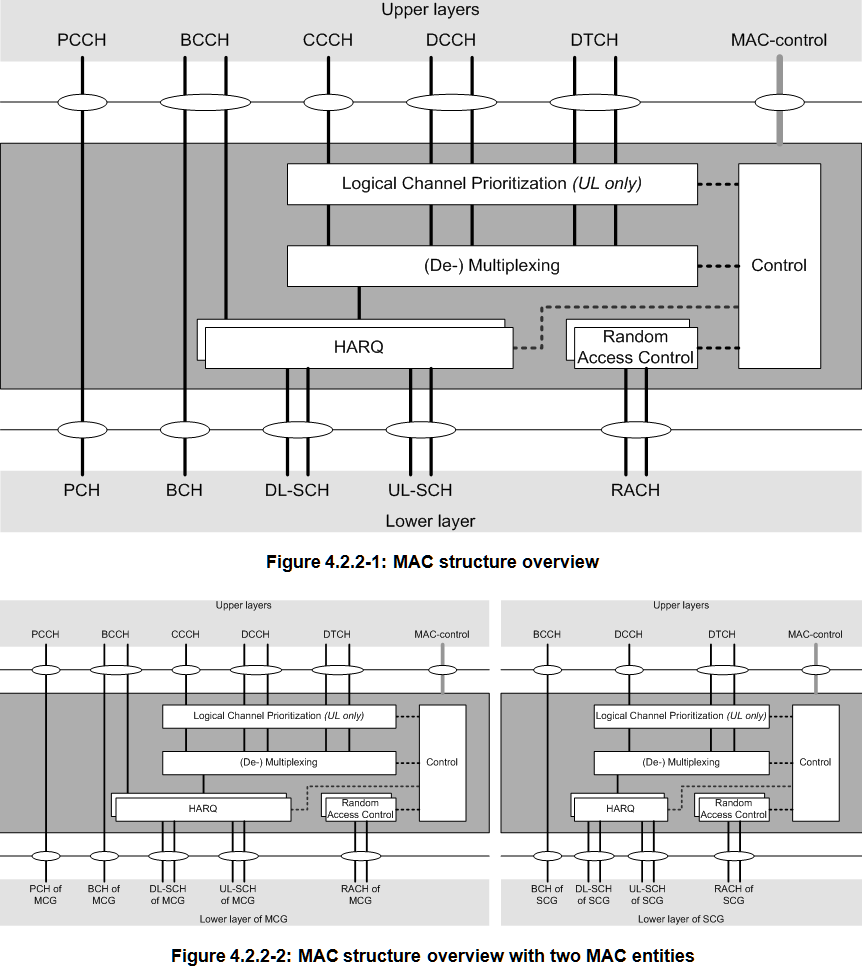 Upper layers
PCCH BCCH CCCH DCCH DTCH MAC-control
Logical Channel Prioritization (UL only)
(De-) Multiplexing
Control
HARQ
Random
Access Control
PCH BCH DL-SCH UL-SCH RACH
Lower layer
Figure 4.2.2-1: MAC structure overview
Upper layers
PCCH BCCH CCCH DCCH DTCH MAC-control
Logical Channel Prioritization (UL only)
(De-) Multiplexing
Control
HARQ
Random
Access Control
PCH of BCH of DL-SCH UL-SCH RACH of
MCG MCG of MCG of MCG MCG
Lower layer of MCG
Upper layers
BCCH DCCH DTCH MAC-control
Logical Channel Prioritization (UL only)
(De-) Multiplexing
Control
HARQ
Random
Access Control
BCH of DL-SCH UL-SCH RACH of
SCG of SCG of SCG SCG
Lower layer of SCG
Figure 4.2.2-2: MAC structure overview with two MAC entities